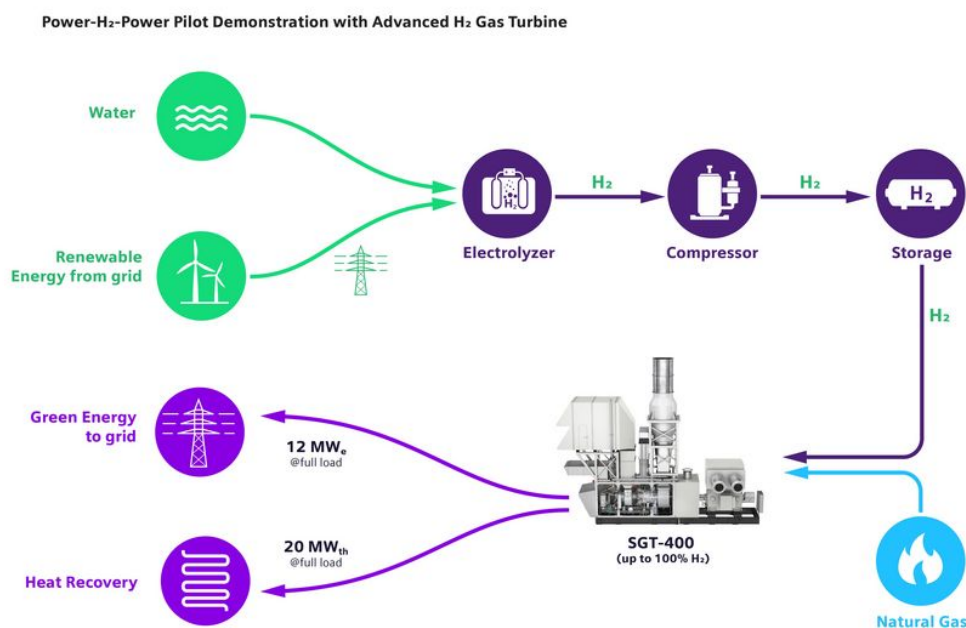 Power-H₂-Power Pilot Demonstration with Advanced H₂ Gas Turbine
Water
Renewable
Energy from grid
H₂
Electrolyzer
H₂
Compressor
H₂
H₂
Storage
H₂
Green Energy
to grid
12 MWₑ
@full load
20 MWₜₕ
@full load
Heat Recovery
SGT-400
(up to 100% H₂)
Natural Gas